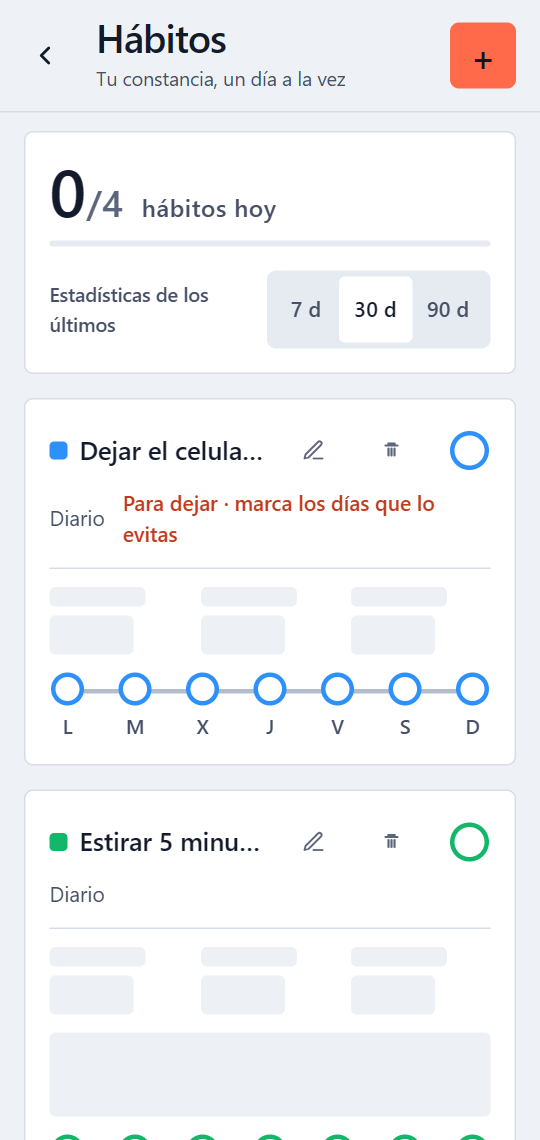 Hábitos
Tu constancia, un día a la vez
+
0/4 hábitos hoy
Estadísticas de los
últimos
7 d 30 d 90 d
Dejar el celula...
Diario
Para dejar · marca los días que lo
evitas
L M X J V S D
Estirar 5 minu...
Diario